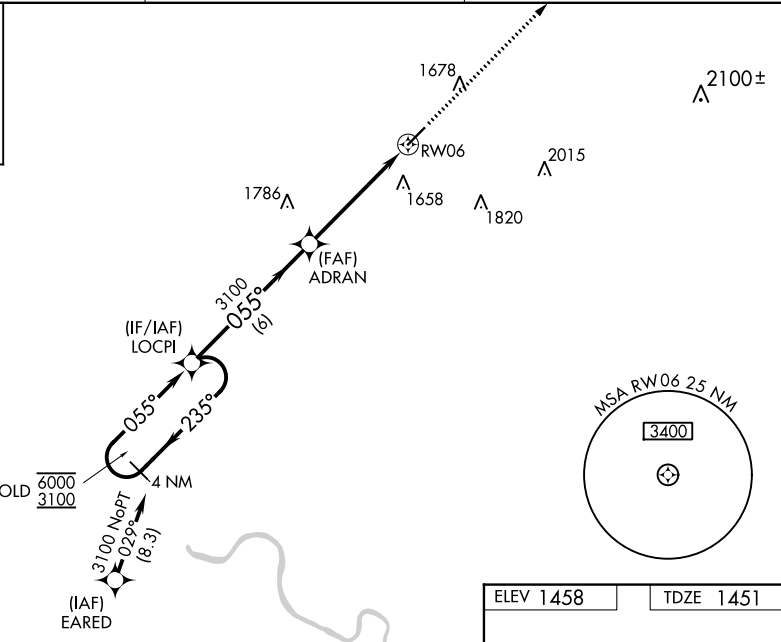 1678
2100±
RW06
2015
1786
1658
1820
(FAF)
ADRAN
3100
055°
(6)
(IF/IAF)
LOCPI
055°
235°
MSA RW06 25 NM
3400
OLD 6000
3100
4 NM
3100 NoPT
029°
(8.3)
(IAF)
EARED
ELEV 1458
TDZE 1451